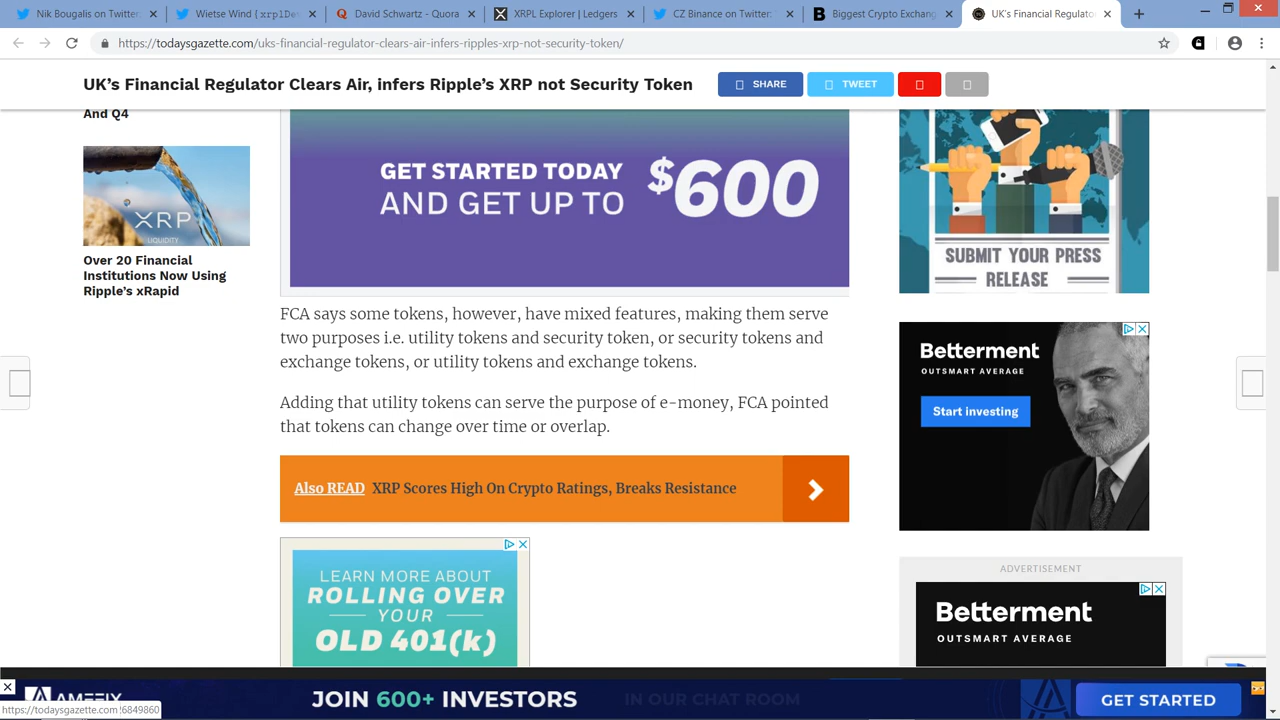 Nik Bougalis on Twitter:
Wietse Wind ( xrp1Det
David Schwartz - Quora
XRPL Explorer | Ledgers
CZ Binance on Twitter:
Biggest Crypto Exchang
UK's Financial Regulato
https://todaysgazette.com/uks-financial-regulator-clears-air-infers-ripples-xrp-not-security-token/
UK's Financial Regulator Clears Air, infers Ripple's XRP not Security Token
SHARE
TWEET
And Q4
XRP
LIQUIDITY
Over 20 Financial
Institutions Now Using
Ripple's xRapid
GET STARTED TODAY
AND GET UP TO
$600
FCA says some tokens, however, have mixed features, making them serve
two purposes i.e. utility tokens and security token, or security tokens and
exchange tokens, or utility tokens and exchange tokens.
Adding that utility tokens can serve the purpose of e-money, FCA pointed
that tokens can change over time or overlap.
Also READ XRP Scores High On Crypto Ratings, Breaks Resistance
LEARN MORE ABOUT
ROLLING OVER
YOUR
OLD 401(k)
SUBMIT YOUR PRESS
RELEASE
Betterment
OUTSMART AVERAGE
Start investing
ADVERTISEMENT
Betterment
OUTSMART AVERAGE
JOIN 600+ INVESTORS
IN OUR CHAT ROOM
GET STARTED
https://todaysgazette.com